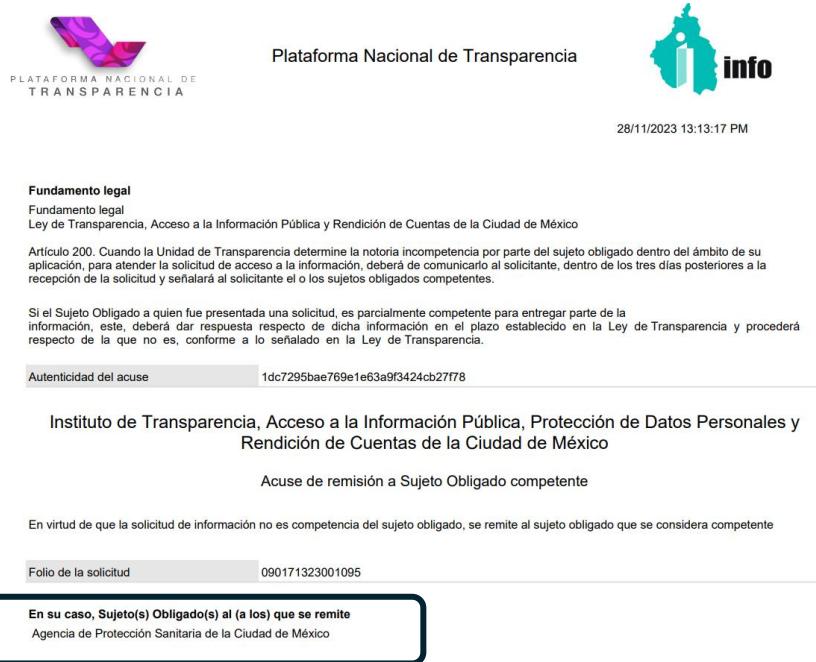 PLATAFORMA NACIONAL DE
TRANSPARENCIA
Plataforma Nacional de Transparencia
info
28/11/2023 13:13:17 PM
Fundamento legal
Fundamento legal
Ley de Transparencia, Acceso a la Información Pública y Rendición de Cuentas de la Ciudad de México
Artículo 200. Cuando la Unidad de Transparencia determine la notoria incompetencia por parte del sujeto obligado dentro del ámbito de su
aplicación, para atender la solicitud de acceso a la información, deberá de comunicarlo al solicitante, dentro de los tres días posteriores a la
recepción de la solicitud y señalará al solicitante el o los sujetos obligados competentes.
Si el Sujeto Obligado a quien fue presentada una solicitud, es parcialmente competente para entregar parte de la
información, este, deberá dar respuesta respecto de dicha información en el plazo establecido en la Ley de Transparencia y procederá
respecto de la que no es, conforme a lo señalado en la Ley de Transparencia.
Autenticidad del acuse 1dc7295bae769e1e63a9f3424cb27f78
Instituto de Transparencia, Acceso a la Información Pública, Protección de Datos Personales y
Rendición de Cuentas de la Ciudad de México
Acuse de remisión a Sujeto Obligado competente
En virtud de que la solicitud de información no es competencia del sujeto obligado, se remite al sujeto obligado que se considera competente
Folio de la solicitud 090171323001095
En su caso, Sujeto(s) Obligado(s) al (a los) que se remite
Agencia de Protección Sanitaria de la Ciudad de México